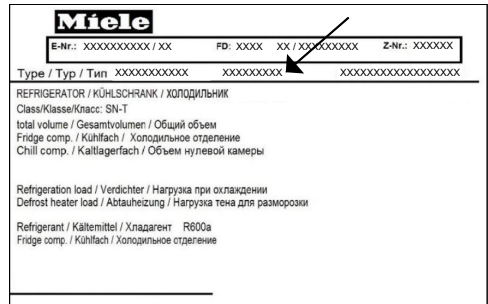 Miele
E-Nr.: XXXXXXXXXX / XX FD: XXXX XX / XXXXXXXXX Z-Nr.: XXXXXX
Type / Typ / Тип XXXXXXXXXXX XXXXXXXXX XXXXXXXXXXXXXXXXXX
REFRIGERATOR / KÜHLSCHRANK / ХОЛОДИЛЬНИК
Class/Klasse/Класс: SN-T
total volume / Gesamtvolumen / Общий объем
Fridge comp. / Kühlfach / Холодильное отделение
Chill comp. / Kaltlagerfach / Объем нулевой камеры
Refrigeration load / Verdichter / Нагрузка при охлаждении
Defrost heater load / Abtauheizung / Нагрузка тена для разморозки
Refrigerant / Kältemittel / Хладагент R600a
Fridge comp. / Kühlfach / Холодильное отделение